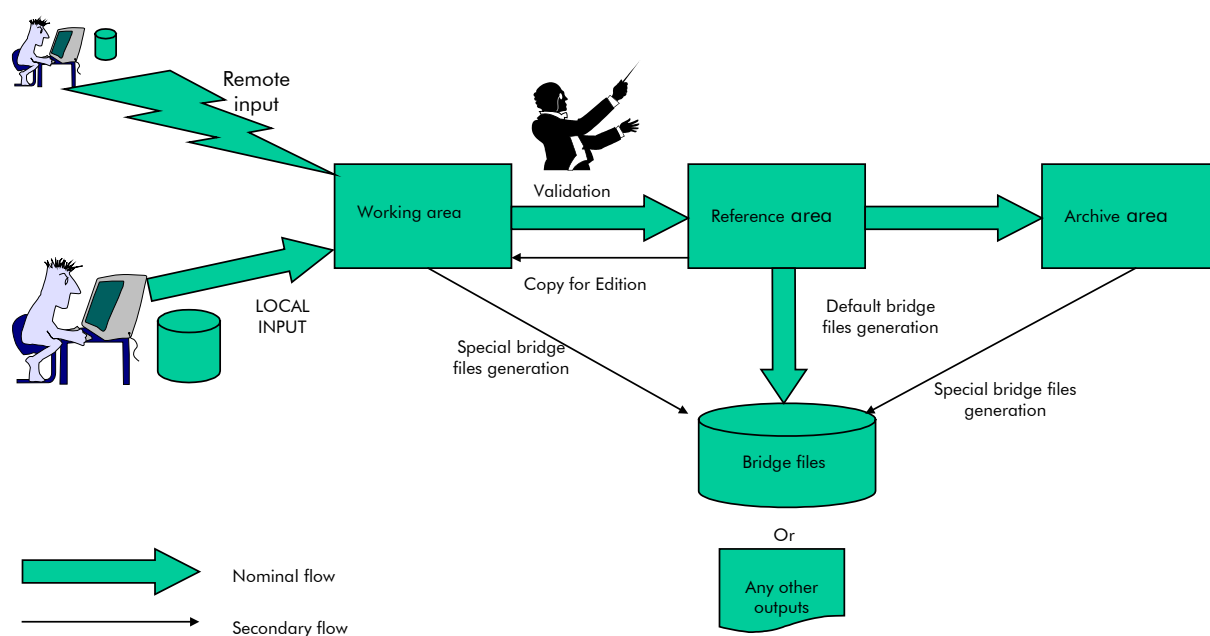 Remote
input
Validation
Working area
Reference area
Archive area
Copy for Edition
LOCAL
INPUT
Default bridge
files generation
Special bridge
files generation
Special bridge files
generation
Bridge files
Or
Any other
outputs
Nominal flow
Secondary flow